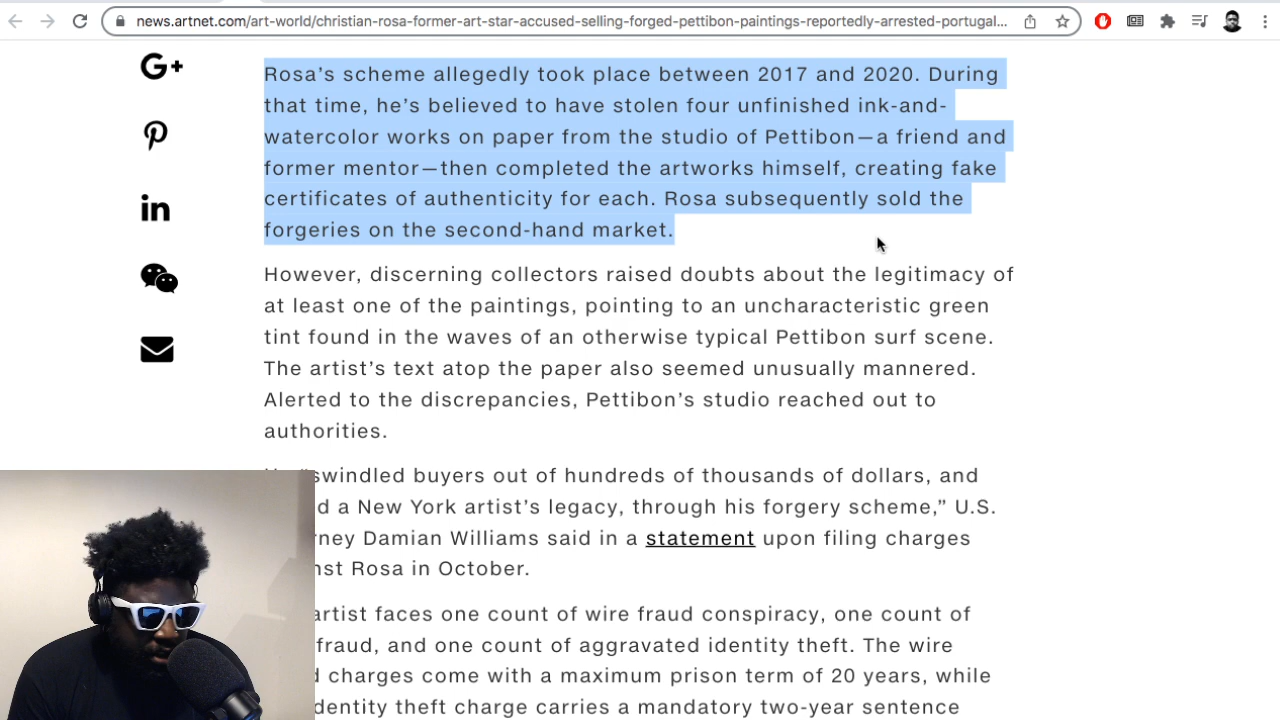 news.artnet.com/art-world/christian-rosa-former-art-star-accused-selling-forged-pettibon-paintings-reportedly-arrested-portugal...
G+
in
Rosa’s scheme allegedly took place between 2017 and 2020. During
that time, he’s believed to have stolen four unfinished ink-and-
watercolor works on paper from the studio of Pettibon—a friend and
former mentor—then completed the artworks himself, creating fake
certificates of authenticity for each. Rosa subsequently sold the
forgeries on the second-hand market.
However, discerning collectors raised doubts about the legitimacy of
at least one of the paintings, pointing to an uncharacteristic green
tint found in the waves of an otherwise typical Pettibon surf scene.
The artist’s text atop the paper also seemed unusually mannered.
Alerted to the discrepancies, Pettibon’s studio reached out to
authorities.
“swindled buyers out of hundreds of thousands of dollars, and
a New York artist’s legacy, through his forgery scheme,” U.S.
Damian Williams said in a statement upon filing charges
Rosa in October.
artist faces one count of wire fraud conspiracy, one count of
fraud, and one count of aggravated identity theft. The wire
charges come with a maximum prison term of 20 years, while
identity theft charge carries a mandatory two-year sentence